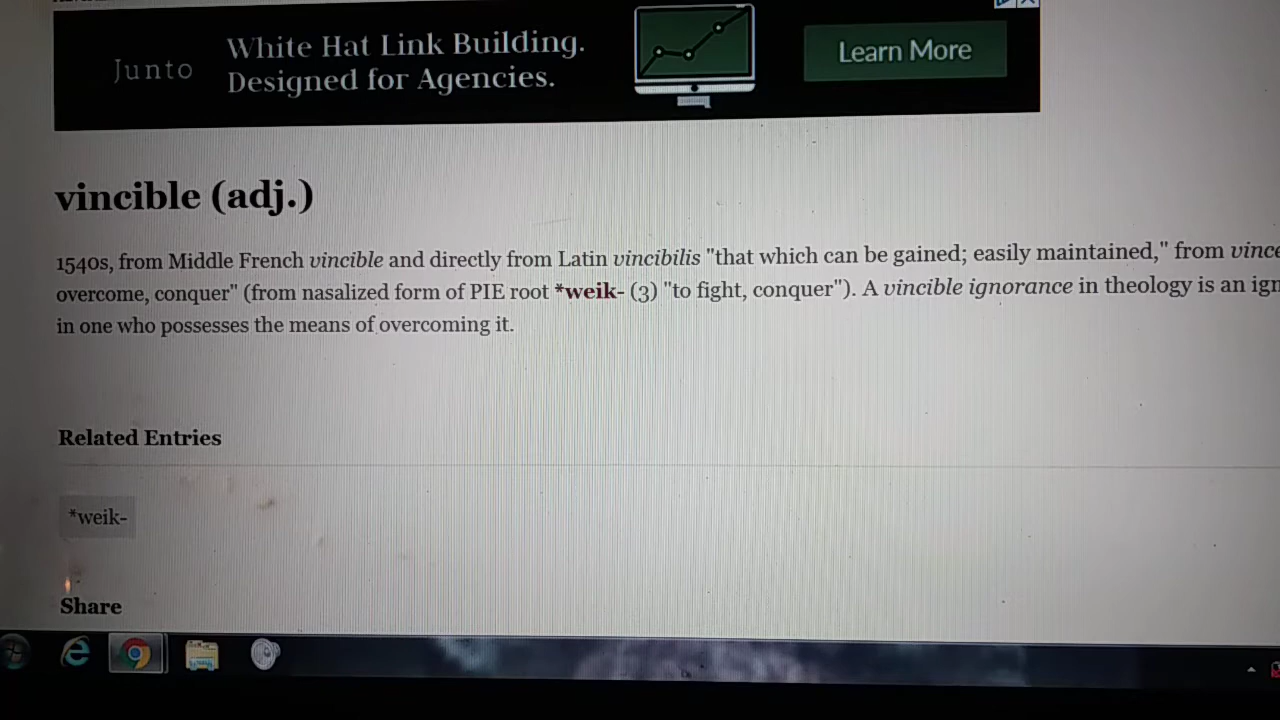 Junto
White Hat Link Building.
Designed for Agencies.
Learn More
vincible (adj.)
1540s, from Middle French vincible and directly from Latin vincibilis "that which can be gained; easily maintained," from vince
overcome, conquer" (from nasalized form of PIE root *weik- (3) "to fight, conquer"). A vincible ignorance in theology is an ign
in one who possesses the means of overcoming it.
Related Entries
*weik-
Share